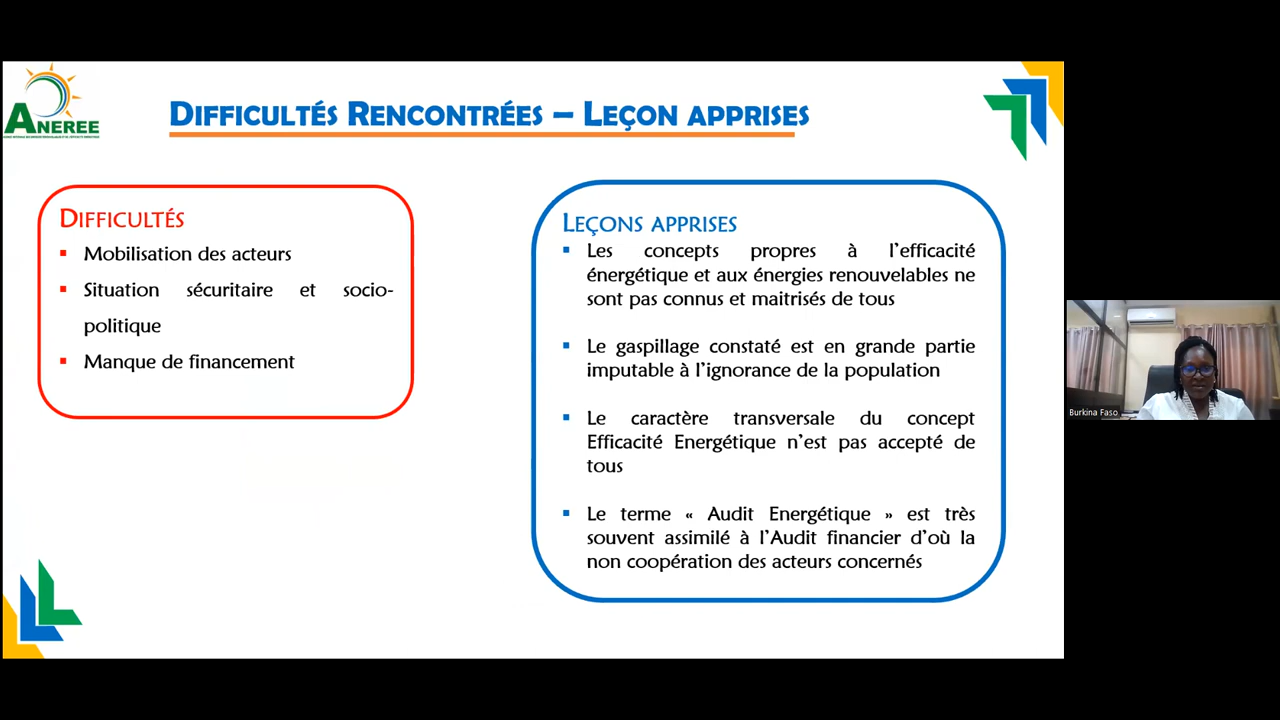 ANEREE
DIFFICULTÉS RENCONTRÉES – LEÇON APPRISES
DIFFICULTÉS
▪ Mobilisation des acteurs
▪ Situation sécuritaire et socio-
politique
▪ Manque de financement
LEÇONS APPRISES
▪ Les concepts propres à l’efficacité
énergétique et aux énergies renouvelables ne
sont pas connus et maitrisés de tous
▪ Le gaspillage constaté est en grande partie
imputable à l’ignorance de la population
▪ Le caractère transversale du concept
Efficacité Energétique n’est pas accepté de
tous
▪ Le terme « Audit Energétique » est très
souvent assimilé à l’Audit financier d’où la
non coopération des acteurs concernés
Burkina Faso